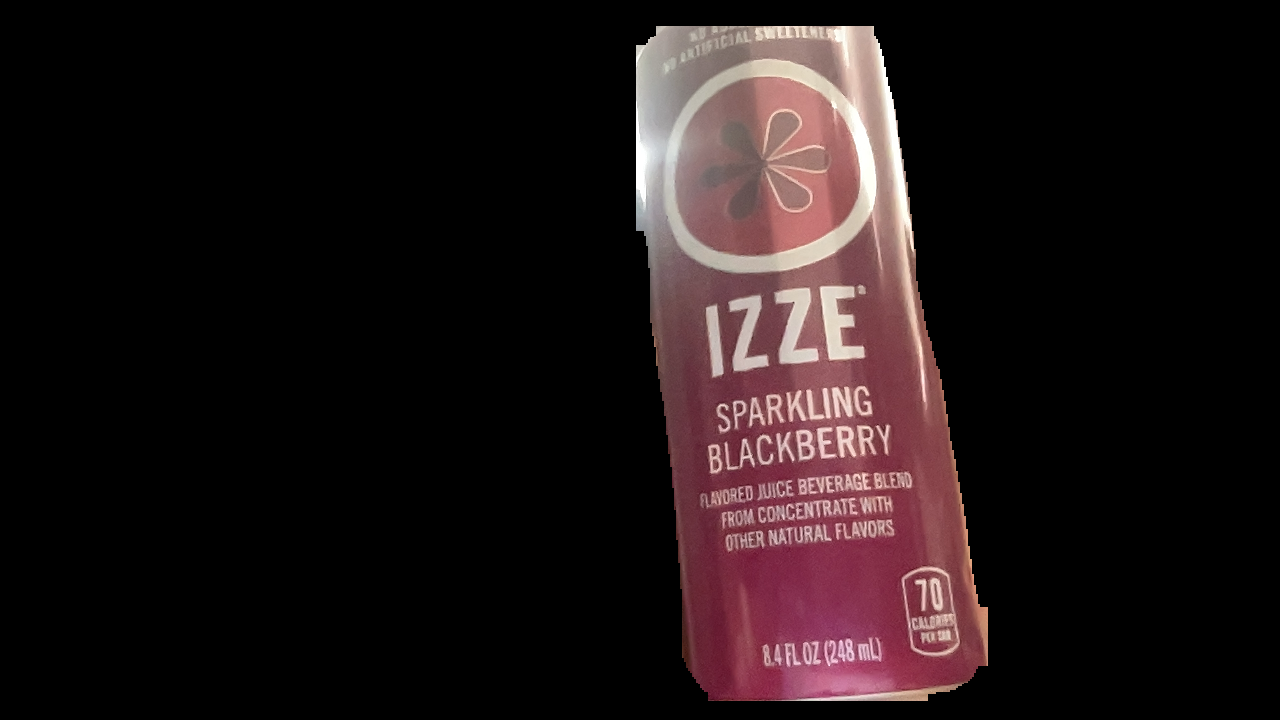 NO ARTIFICIAL SWEETENERS
IZZE®
SPARKLING
BLACKBERRY
FLAVORED JUICE BEVERAGE BLEND
FROM CONCENTRATE WITH
OTHER NATURAL FLAVORS
70
CALORIES
PER CAN
8.4 FL OZ (248 mL)